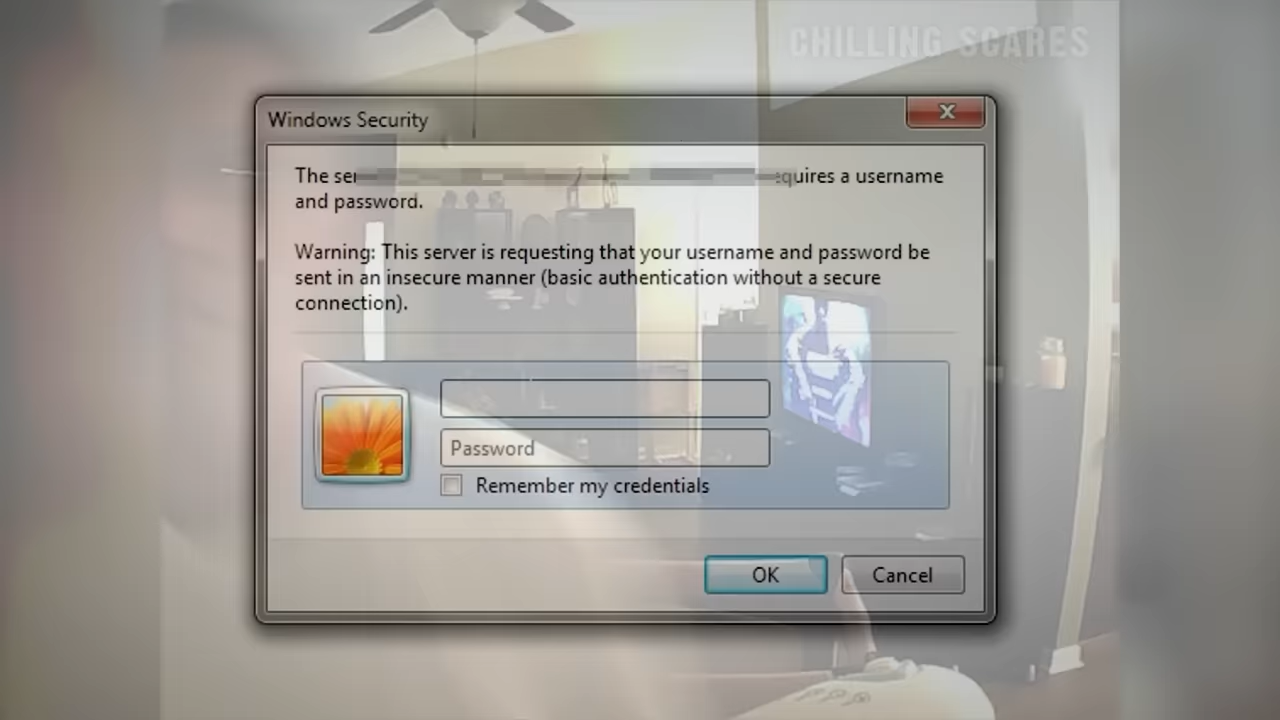 CHILLING SCARES
Windows Security
The ser equires a username
and password.
Warning: This server is requesting that your username and password be
sent in an insecure manner (basic authentication without a secure
connection).
Password
Remember my credentials
OK
Cancel